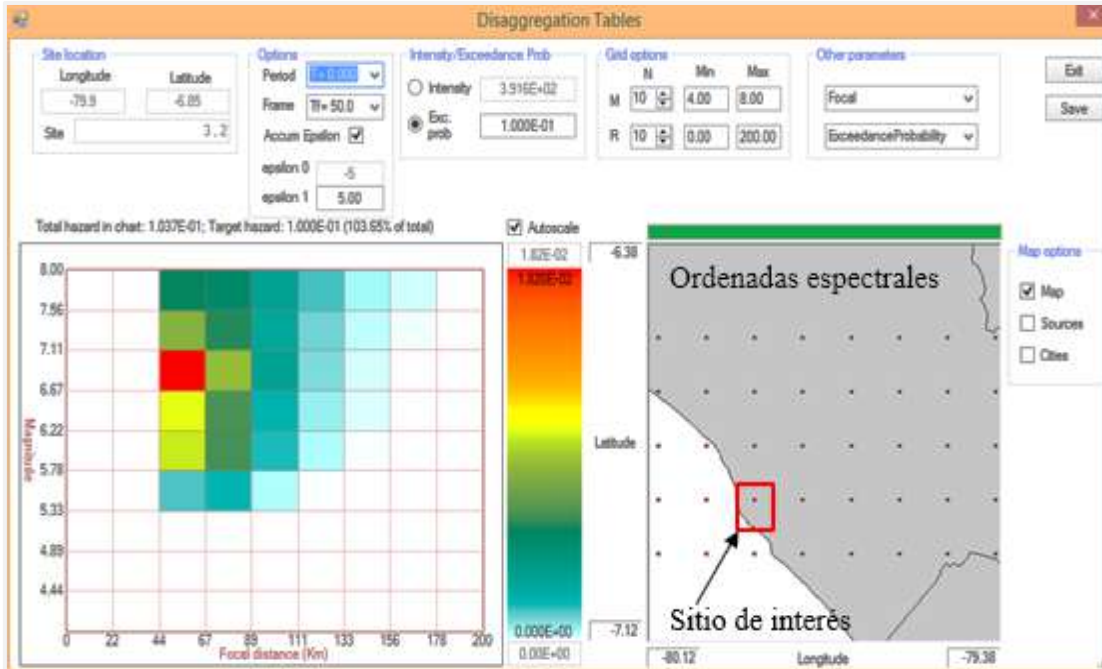 Disaggregation Tables
Site location
Longitude Latitude
-79.9 -6.85
Site 3, 2
Options
Period T= 0.000
Frame Tf= 50.0
Accum Epsilon
epsilon 0 -5
epsilon 1 5.00
Intensity/Exceedance Prob
Intensity 3.916E+02
Exc. prob 1.000E-01
Grid options
N Min Max
M 10 4.00 8.00
R 10 0.00 200.00
Other parameters
Focal
ExceedanceProbability
Exit
Save
Total hazard in chart: 1.037E-01; Target hazard: 1.000E-01 (103.65% of total)
Autoscale
1.82E-02
1.820E-02
0.000E+00
0.00E+00
8.00
7.56
7.11
6.67
6.22
5.78
5.33
4.89
4.44
Magnitude
0 22 44 67 89 111 133 156 178 200
Focal distance (Km)
-6.38
Latitude
-7.12
Ordenadas espectrales
Sitio de interés
-80.12 Longitude -79.38
Map options
Map
Sources
Cities